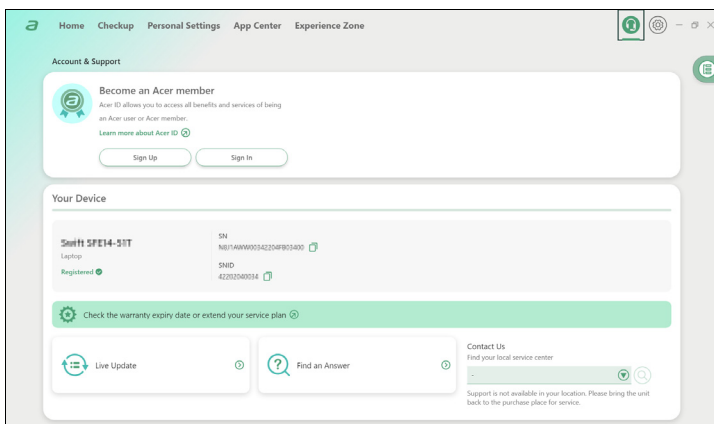 Home Checkup Personal Settings App Center Experience Zone
Account & Support
Become an Acer member
Acer ID allows you to access all benefits and services of being
an Acer user or Acer member.
Learn more about Acer ID
Sign Up Sign In
Your Device
Laptop
Registered
SN
SNID
Check the warranty expiry date or extend your service plan
Live Update
Find an Answer
Contact Us
Find your local service center
-
Support is not available in your location. Please bring the unit
back to the purchase place for service.